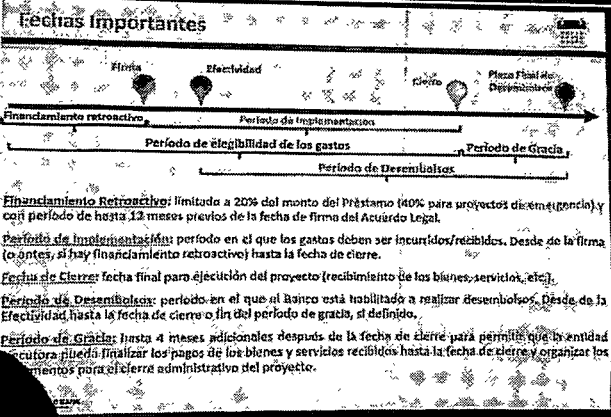 Fechas Importantes
Firma
Efectividad
Cierre
Plazo Final de
Desembolsos
Financiamiento retroactivo
Período de Implementación
Período de elegibilidad de los gastos
Período de Gracia
Período de Desembolsos
Financiamiento Retroactivo: limitado a 20% del monto del Préstamo (40% para proyectos de emergencia) y
con período de hasta 12 meses previos de la fecha de firma del Acuerdo Legal.
Período de Implementación: período en el que los gastos deben ser incurridos/recibidos. Desde de la firma
(o antes, si hay financiamiento retroactivo) hasta la fecha de cierre.
Fecha de Cierre: fecha final para ejecución del proyecto (recibimiento de los bienes, servicios, etc.).
Período de Desembolsos: período en el que el Banco está habilitado a realizar desembolsos. Desde de la
Efectividad hasta la fecha de cierre o fin del período de gracia, si definido.
Período de Gracia: hasta 4 meses adicionales después de la fecha de cierre para permitir que la entidad
ejecutora pueda finalizar los pagos de los bienes y servicios recibidos hasta la fecha de cierre y organizar los
mentos para el cierre administrativo del proyecto.